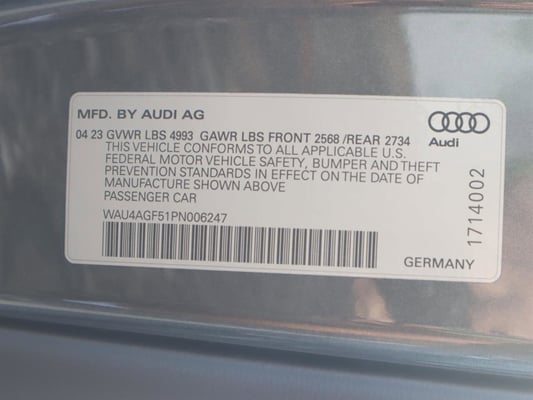 MFD. BY AUDI AG
04 23 GVWR LBS 4993 GAWR LBS FRONT 2568 /REAR 2734
THIS VEHICLE CONFORMS TO ALL APPLICABLE U.S.
FEDERAL MOTOR VEHICLE SAFETY, BUMPER AND THEFT
PREVENTION STANDARDS IN EFFECT ON THE DATE OF
MANUFACTURE SHOWN ABOVE
PASSENGER CAR
WAU4AGF51PN006247
GERMANY
Audi
1714002